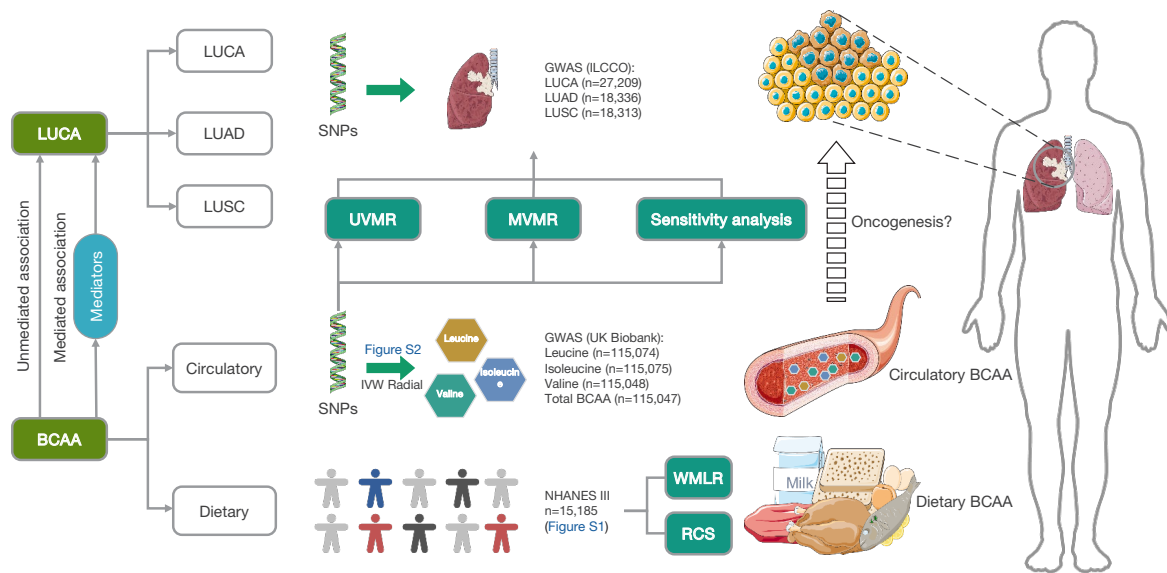 LUCA
LUCA
LUAD
LUSC
Unmediated association
Mediated association
Mediators
BCAA
Circulatory
Dietary
SNPs
GWAS (ILCCO):
LUCA (n=27,209)
LUAD (n=18,336)
LUSC (n=18,313)
UVMR
MVMR
Sensitivity analysis
SNPs
Figure S2
IVW Radial
Leucine
Isoleucin
e
Valine
GWAS (UK Biobank):
Leucine (n=115,074)
Isoleucine (n=115,075)
Valine (n=115,048)
Total BCAA (n=115,047)
NHANES III
n=15,185
(Figure S1)
WMLR
RCS
Oncogenesis?
Circulatory BCAA
Milk
Dietary BCAA